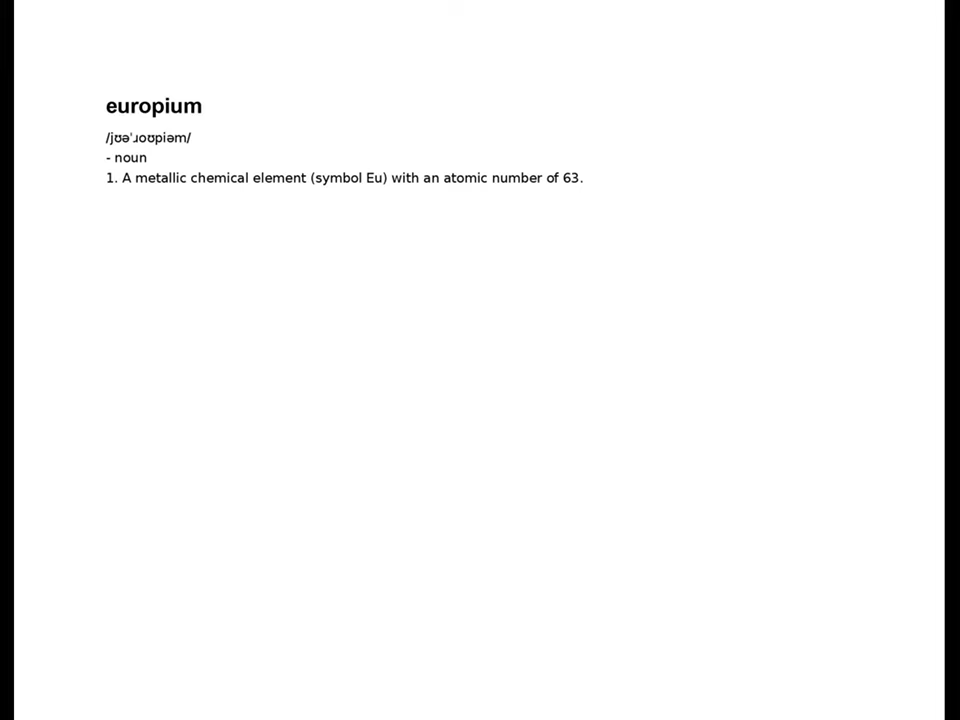 europium
/jʊəˈɹoʊpiəm/
- noun
1. A metallic chemical element (symbol Eu) with an atomic number of 63.